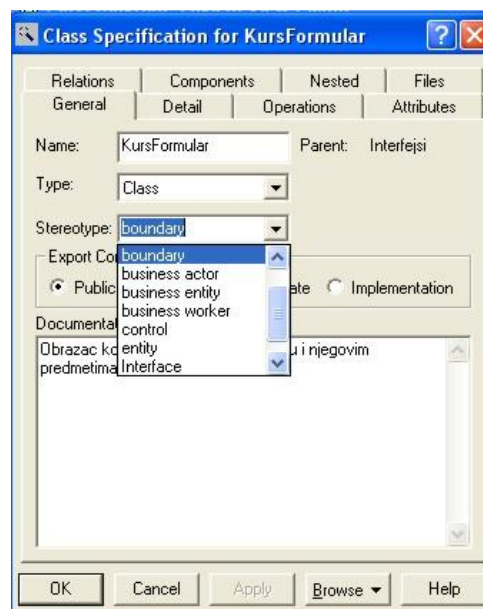 Class Specification for KursFormular
Relations Components Nested Files
General Detail Operations Attributes
Name: KursFormular Parent: Interfejsi
Type: Class
Stereotype: boundary
boundary
business actor
business entity
business worker
control
entity
Interface
Export Co
Public ate Implementation
Documenta
Obrazac ko u i njegovim
predmetima
OK Cancel Apply Browse Help